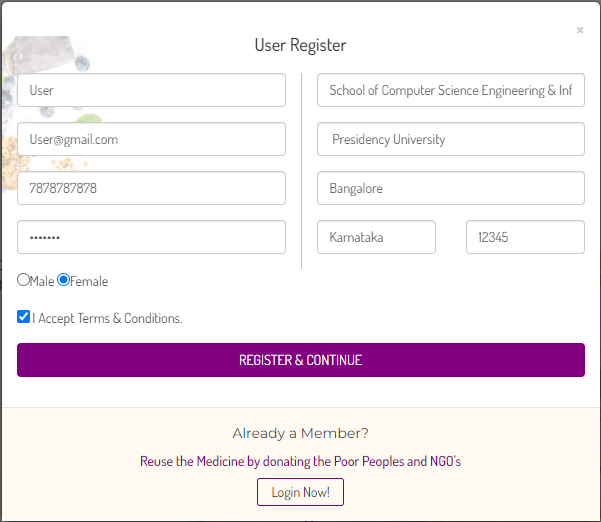 ×
User Register
User
School of Computer Science Engineering & Inf
User@gmail.com
Presidency University
7878787878
Bangalore
•••••••
Karnataka
12345
Male Female
I Accept Terms & Conditions.
REGISTER & CONTINUE
Already a Member?
Reuse the Medicine by donating the Poor Peoples and NGO's
Login Now!